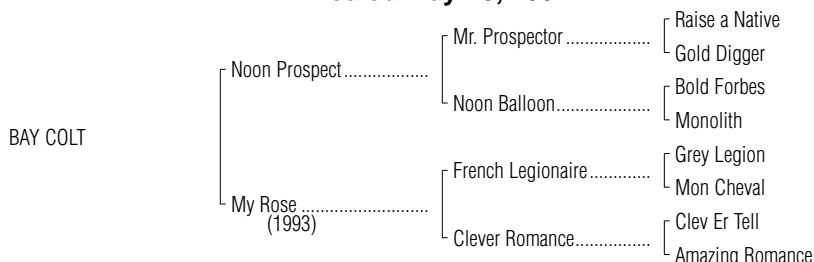 Raise a Native
Mr. Prospector ...................
Gold Digger
Noon Prospect...................
Bold Forbes
Noon Balloon.....................
Monolith
BAY COLT
Grey Legion
French Legionaire..............
Mon Cheval
My Rose ............................
(1993)
Clev Er Tell
Clever Romance.................
Amazing Romance